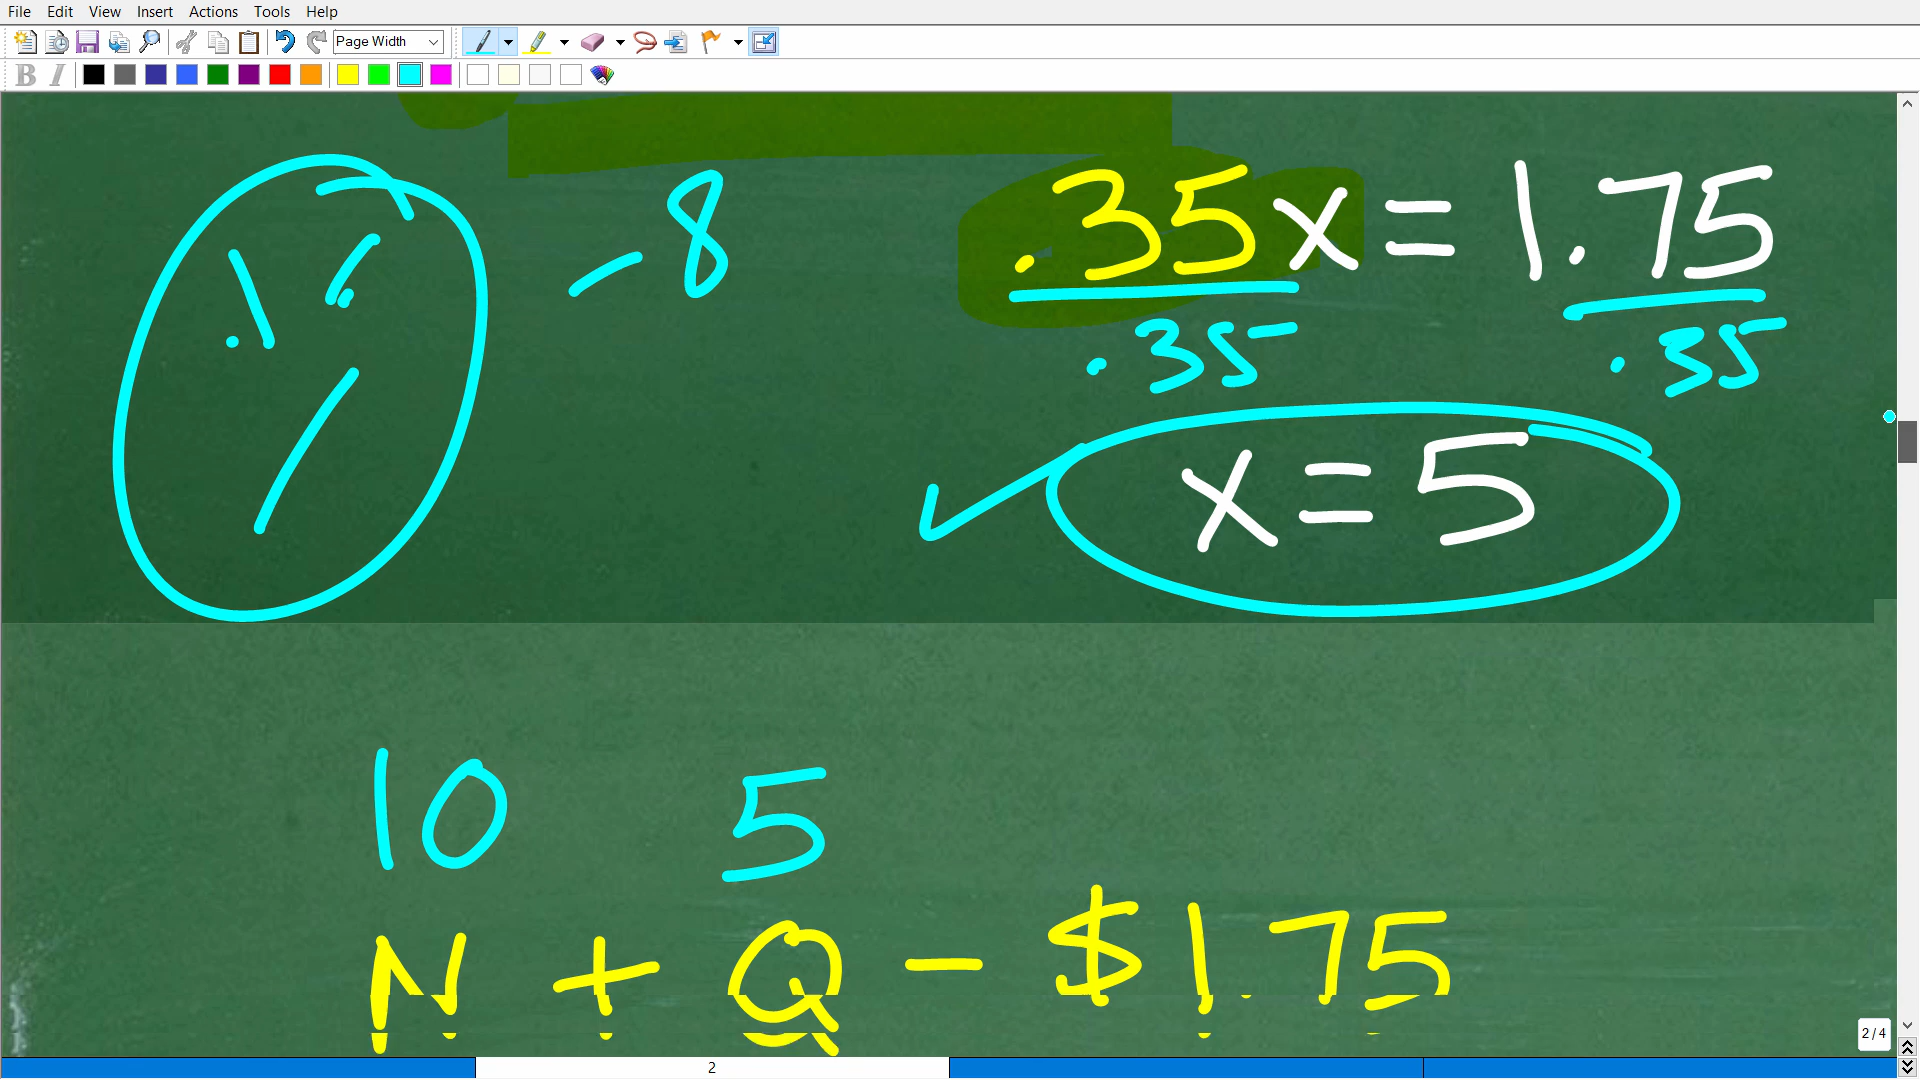 File Edit View Insert Actions Tools Help
Page Width
B I
- 8
.35x = 1.75
.35 .35
x = 5
10 5
N + Q - $1.75
2 / 4
2